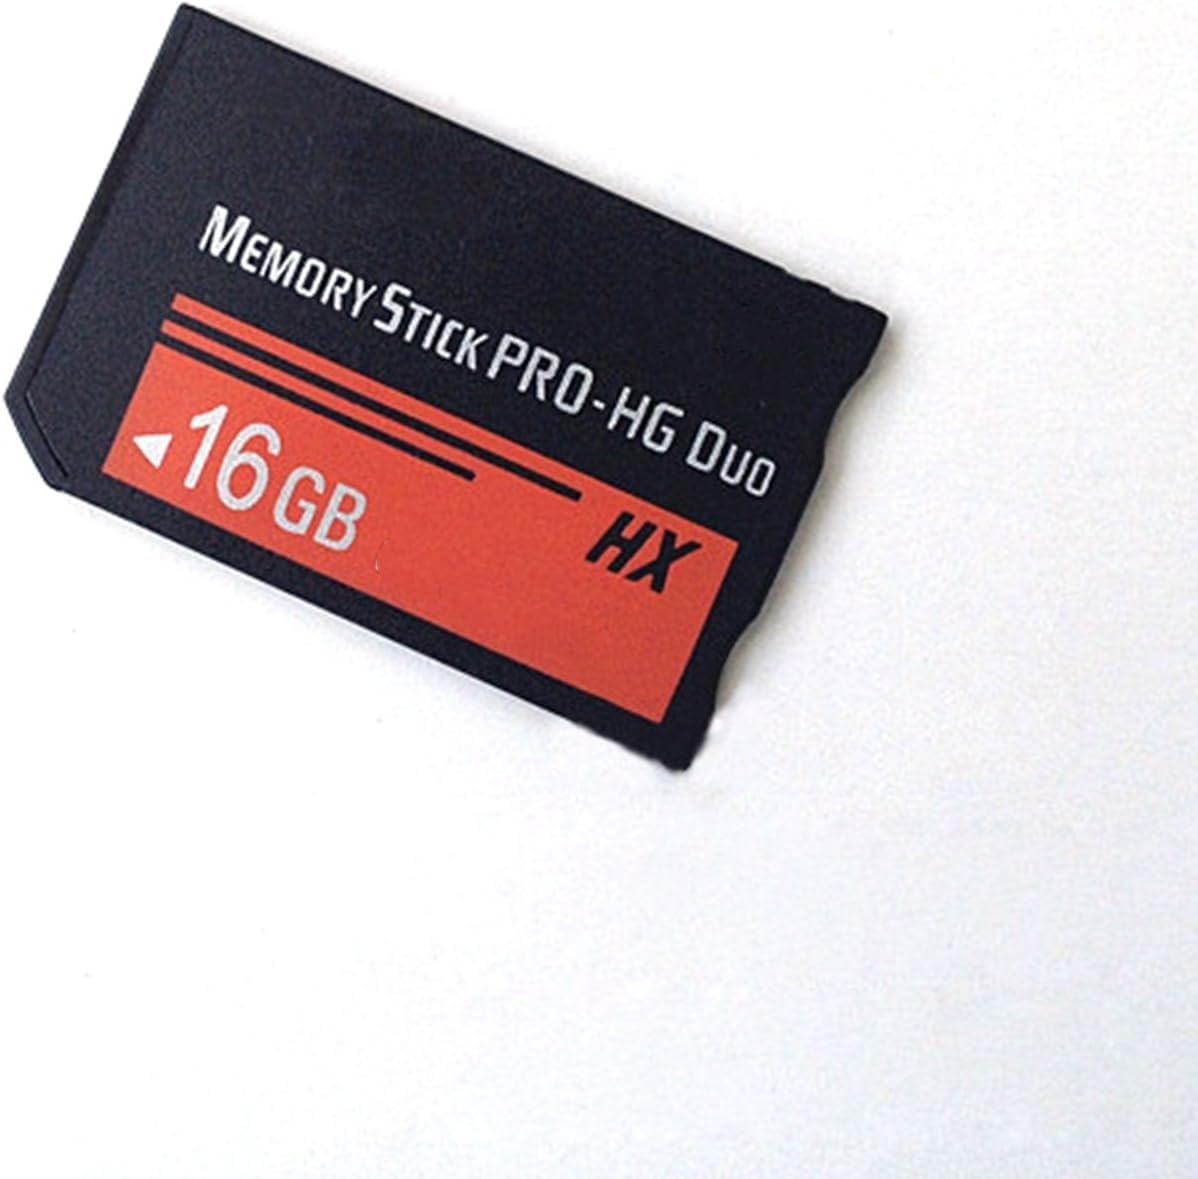 MEMORY STICK PRO-HG DUO
HX
16GB